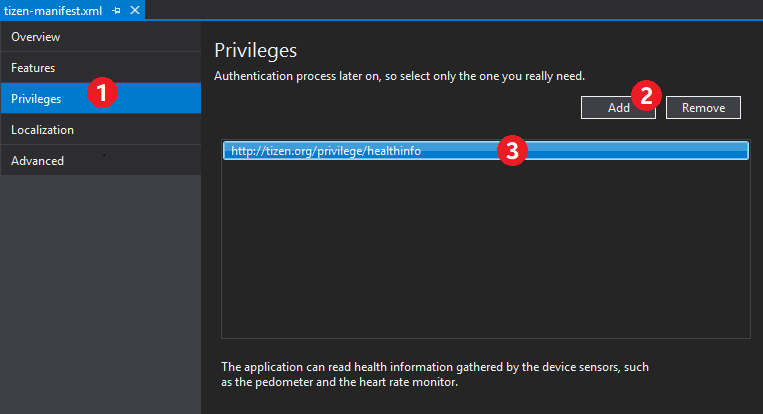 tizen-manifest.xml
Overview
Features
Privileges
1
Localization
Advanced
Privileges
Authentication process later on, so select only the one you really need.
Add
2
Remove
http://tizen.org/privilege/healthinfo
3
The application can read health information gathered by the device sensors, such
as the pedometer and the heart rate monitor.